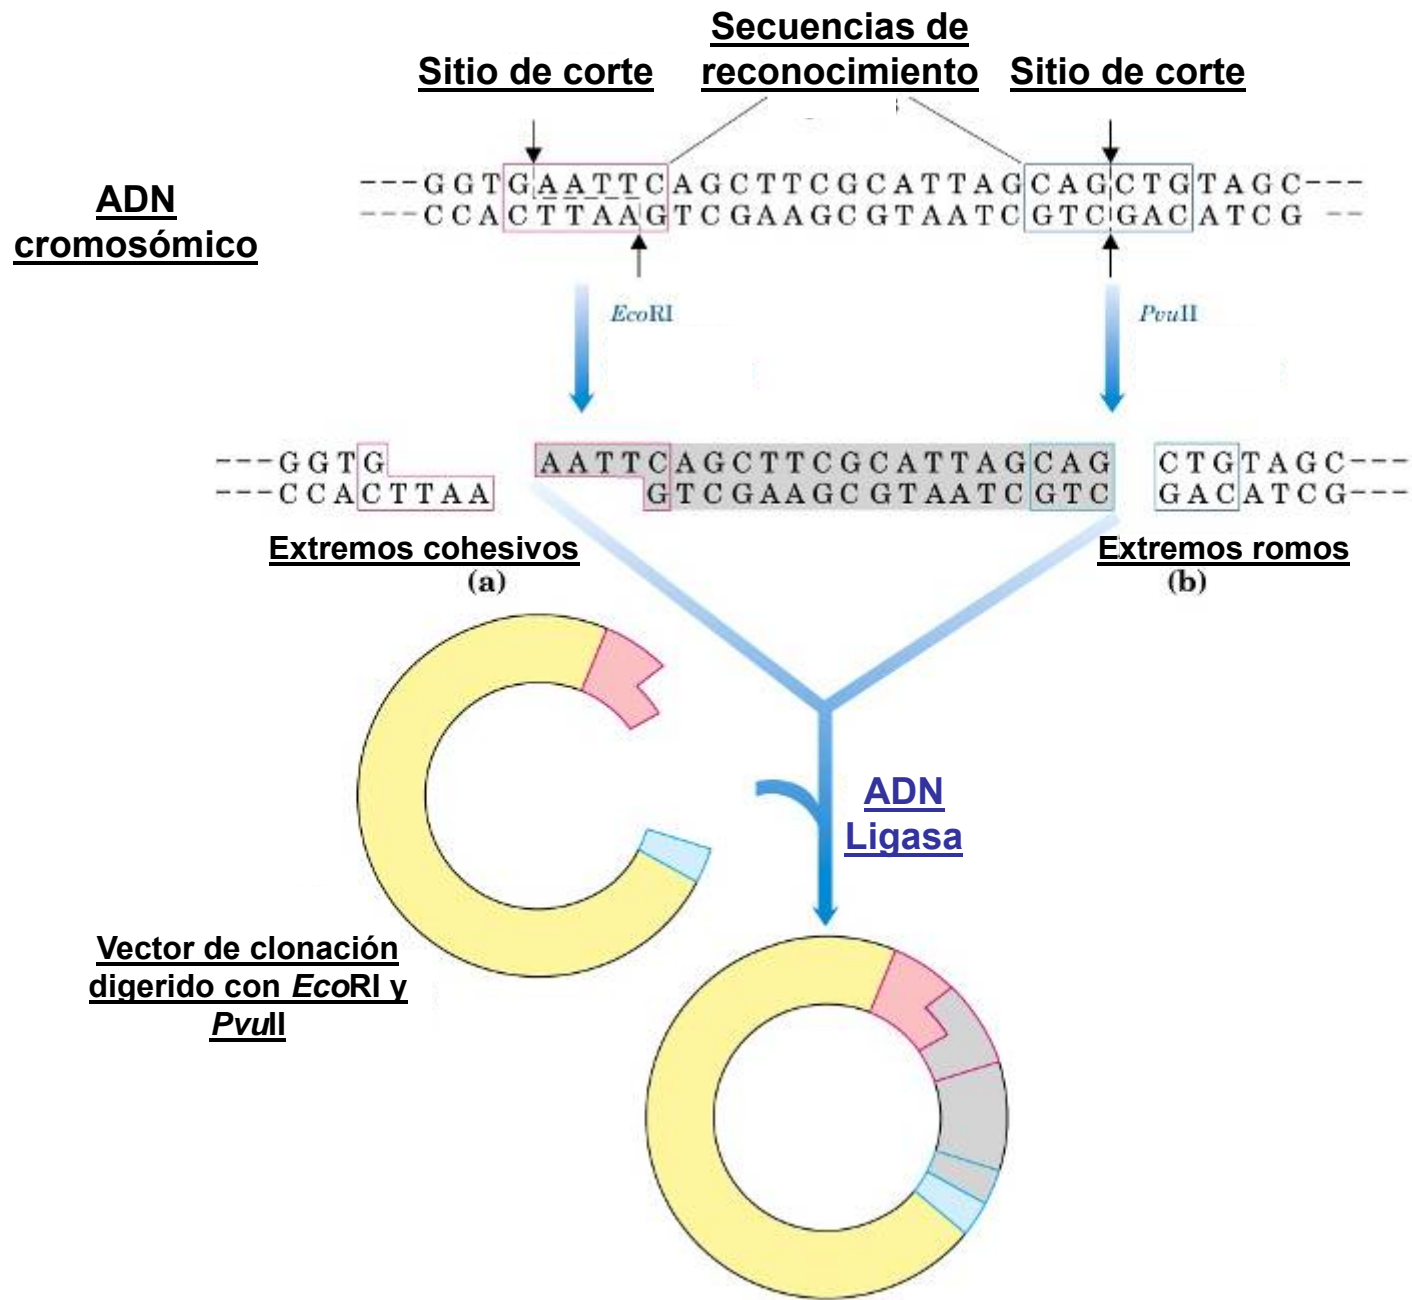 Secuencias de
Sitio de corte reconocimiento Sitio de corte
ADN
cromosómico
---GGTGAATTCAGCTTCGCATTAGCAGCTGTAGC---
---CCACTTAAGTCGAAGCGTAATCGTCGACATCG --
EcoRI
PvuII
---GGTG AATTCAGCTTCGCATTAGCAG CTGTAGC---
---CCACTTAA GTCGAAGCGTAATCGTC GACATCG---
Extremos cohesivos
(a)
Extremos romos
(b)
ADN
Ligasa
Vector de clonación
digerido con EcoRI y
PvuII